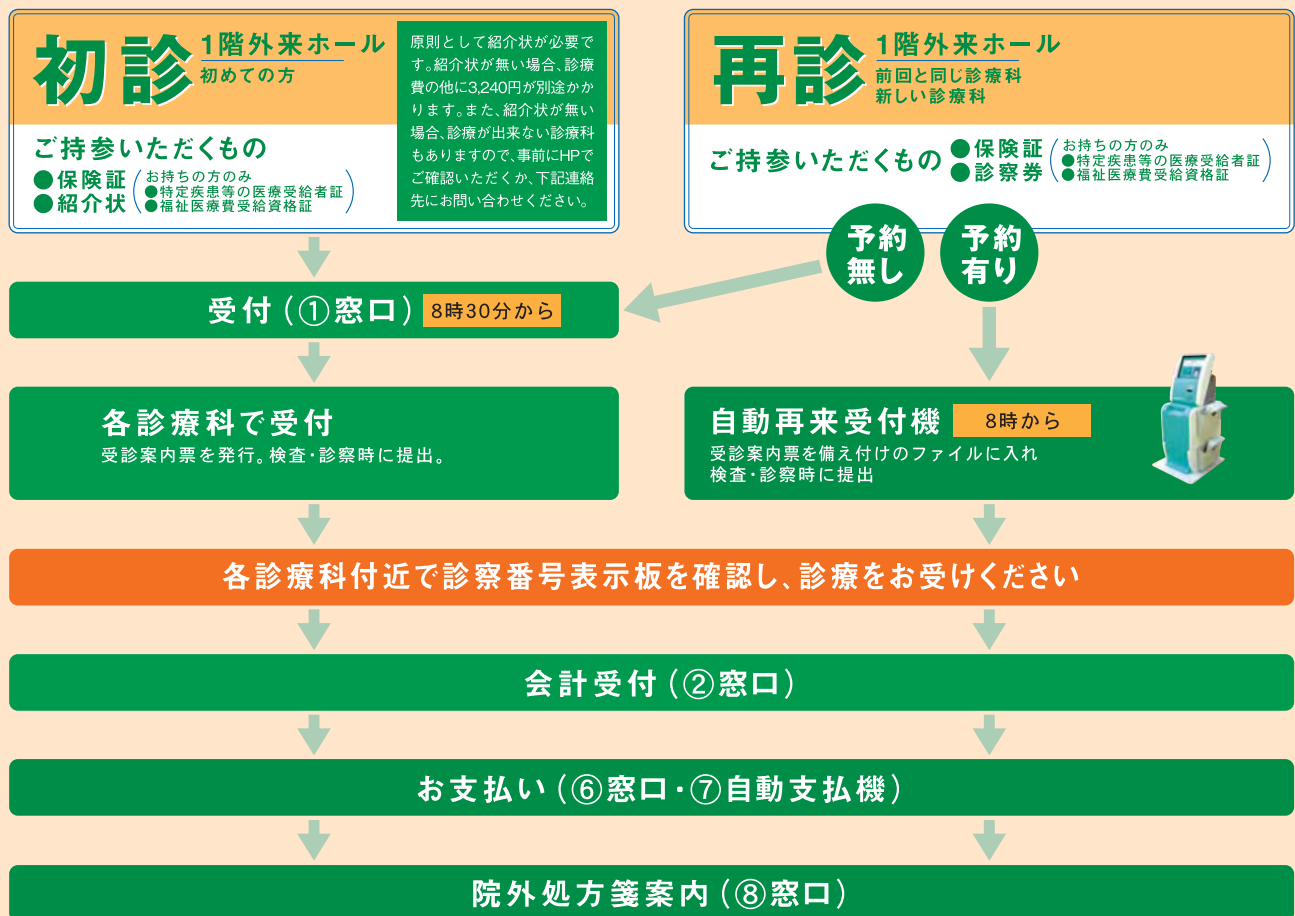 初診
1階外来ホール
初めての方
原則として紹介状が必要で
す。紹介状が無い場合、診療
費の他に3,240円が別途かか
ります。また、紹介状が無い
場合、診療が出来ない診療科
もありますので、事前にHPで
ご確認いただくか、下記連絡
先にお問い合わせください。
ご持参いただくもの
●保険証
●紹介状
(お持ちの方のみ
●特定疾患等の医療受給者証
●福祉医療費受給資格証)
再診
1階外来ホール
前回と同じ診療科
新しい診療科
ご持参いただくもの
●保険証
●診察券
(お持ちの方のみ
●特定疾患等の医療受給者証
●福祉医療費受給資格証)
予約
無し
予約
有り
受付(①窓口) 8時30分から
各診療科で受付
受診案内票を発行。検査・診察時に提出。
自動再来受付機 8時から
受診案内票を備え付けのファイルに入れ
検査・診察時に提出
各診療科付近で診察番号表示板を確認し、診療をお受けください
会計受付(②窓口)
お支払い(⑥窓口・⑦自動支払機)
院外処方箋案内(⑧窓口)